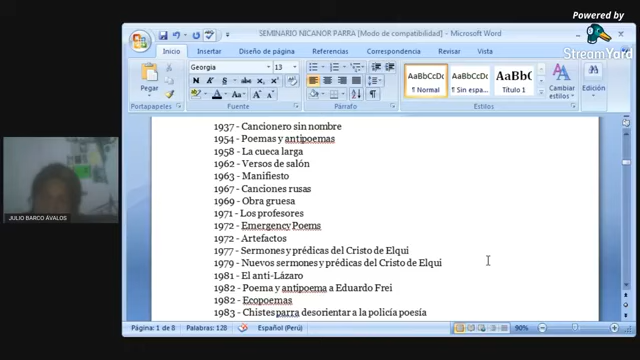 Powered by
StreamYard
SEMINARIO NICANOR PARRA [Modo de compatibilidad] - Microsoft Word
Inicio Insertar Diseño de página Referencias Correspondencia Revisar Vista
Georgia 13
Pegar
AaBbCcDc AaBbCcDc AaBbC
¶ Normal ¶ Sin espa... Título 1
Cambiar estilos
Edición
Portapapeles Fuente Párrafo Estilos
1937 - Cancionero sin nombre
1954 - Poemas y antipoemas
1958 - La cueca larga
1962 - Versos de salón
1963 - Manifiesto
1967 - Canciones rusas
1969 - Obra gruesa
1971 - Los profesores
1972 - Emergency Poems
1972 - Artefactos
1977 - Sermones y prédicas del Cristo de Elqui
1979 - Nuevos sermones y prédicas del Cristo de Elqui
1981 - El anti-Lázaro
1982 - Poema y antipoema a Eduardo Frei
1982 - Ecopoemas
1983 - Chistes parra desorientar a la policía poesía
JULIO BARCO ÁVALOS
Página: 1 de 8 Palabras: 128 Español (Perú) 90%